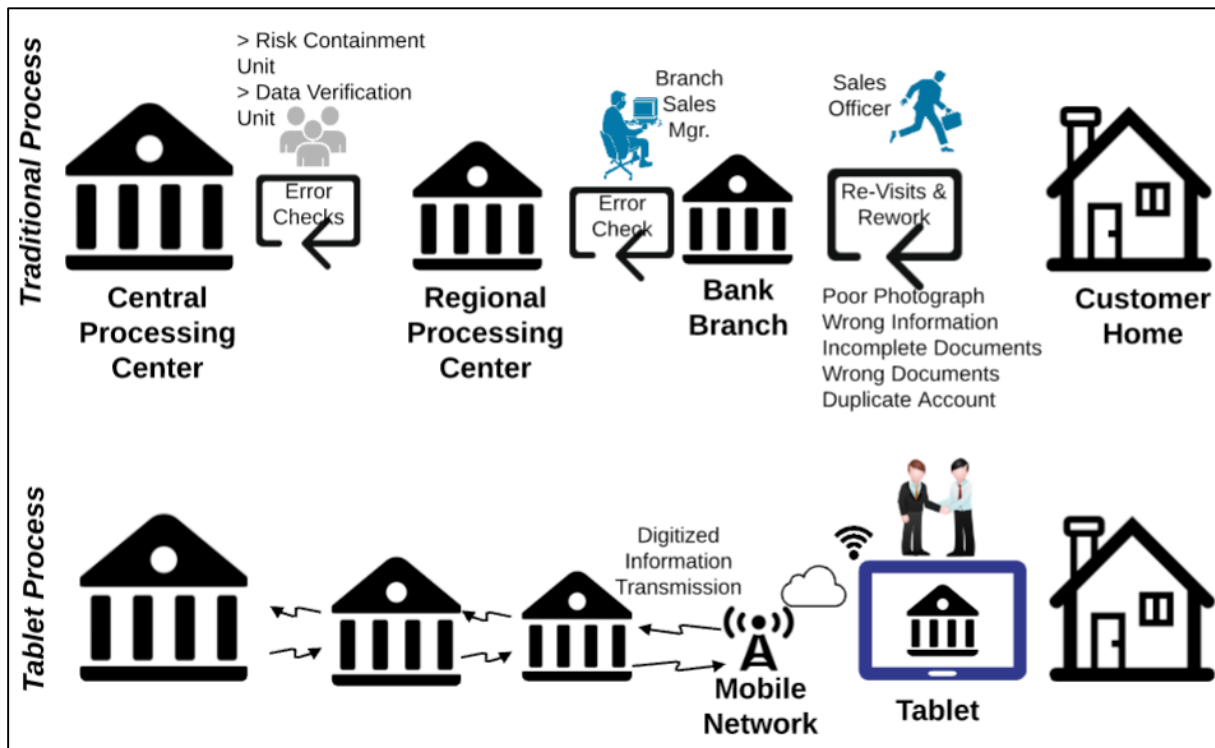 Traditional Process
> Risk Containment
Unit
> Data Verification
Unit
Error
Checks
Branch
Sales
Mgr.
Error
Check
Sales
Officer
Re-Visits &
Rework
Central
Processing
Center
Regional
Processing
Center
Bank
Branch
Poor Photograph
Wrong Information
Incomplete Documents
Wrong Documents
Duplicate Account
Customer
Home
Tablet Process
Digitized
Information
Transmission
Mobile
Network
Tablet